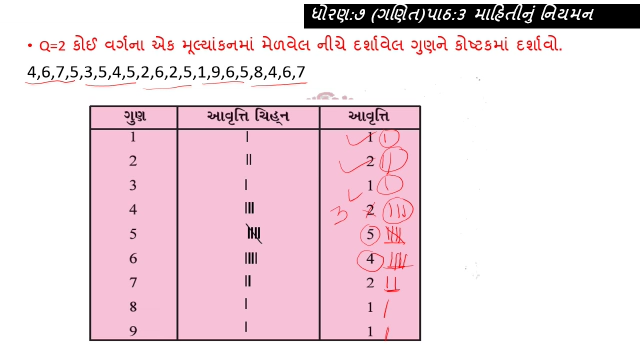 ધોરણ:૭ (ગણિત)પાઠ:૩ માહિતીનું નિયમન
• Q=2 કોઈ વર્ગના એક મૂલ્યાંકનમાં મેળવેલ નીચે દર્શાવેલ ગુણને કોષ્ટકમાં દર્શાવો.
4,6,7,5,3,5,4,5,2,6,2,5,1,9,6,5,8,4,6,7
ગુણ આવૃત્તિ ચિહ્ન આવૃત્તિ
1 | 1
2 || 2
3 | 1
4 ||| 3 2 |||
5 5
6 |||| 4 ||||
7 || 2 ||
8 | 1 |
9 | 1 |